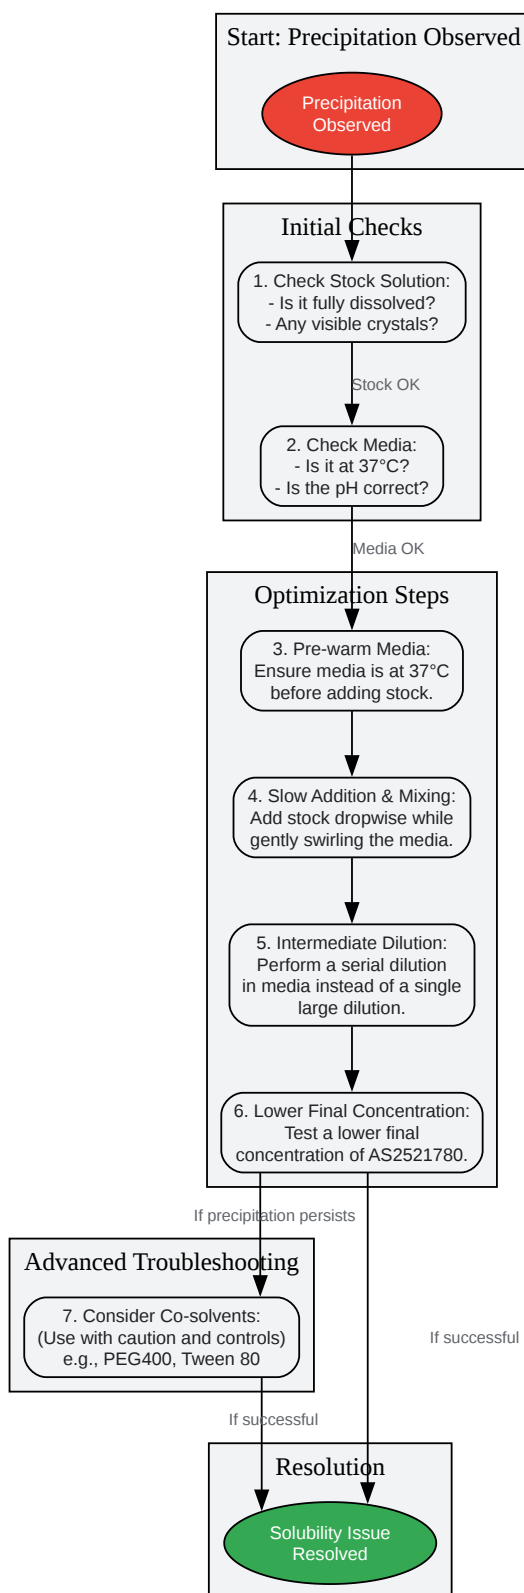 Start: Precipitation Observed
Precipitation
Observed
Initial Checks
1. Check Stock Solution:
- Is it fully dissolved?
- Any visible crystals?
Stock OK
2. Check Media:
- Is it at 37°C?
- Is the pH correct?
Media OK
Optimization Steps
3. Pre-warm Media:
Ensure media is at 37°C
before adding stock.
4. Slow Addition & Mixing:
Add stock dropwise while
gently swirling the media.
5. Intermediate Dilution:
Perform a serial dilution
in media instead of a single
large dilution.
6. Lower Final Concentration:
Test a lower final
concentration of AS2521780.
If precipitation persists
Advanced Troubleshooting
7. Consider Co-solvents:
(Use with caution and controls)
e.g., PEG400, Tween 80
If successful
If successful
Resolution
Solubility Issue
Resolved